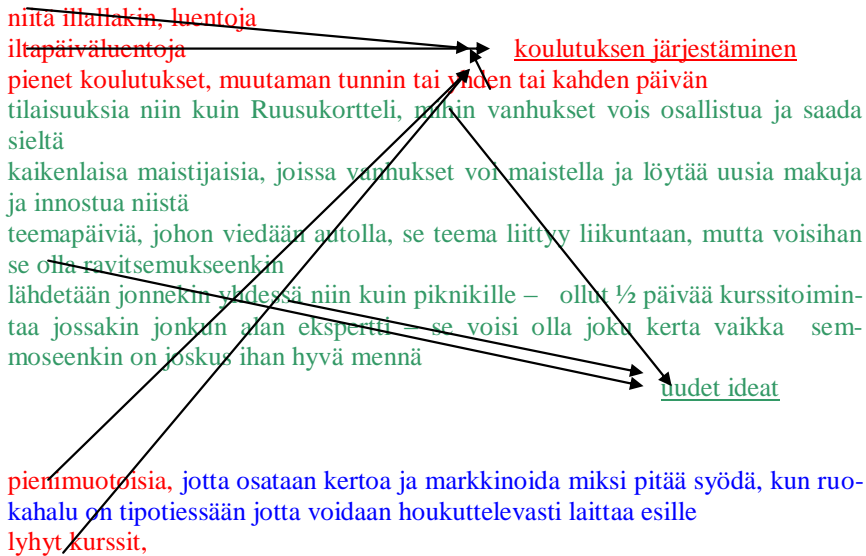 niitä illallakin, luentoja
iltapäiväluentoja koulutuksen järjestäminen
pienet koulutukset, muutaman tunnin tai yhden tai kahden päivän
tilaisuuksia niin kuin Ruusukortteli, mihin vanhukset vois osallistua ja saada
sieltä
kaikenlaisa maistijaisia, joissa vanhukset voi maistella ja löytää uusia makuja
ja innostua niistä
teemapäiviä, johon viedään autolla, se teema liittyy liikuntaan, mutta voisihan
se olla ravitsemukseenkin
lähdetään jonnekin yhdessä niin kuin piknikille – ollut ½ päivää kurssitoimin-
taa jossakin jonkun alan ekspertti – se voisi olla joku kerta vaikka sem-
moseenkin on joskus ihan hyvä mennä
uudet ideat
pienimuotoisia, jotta osataan kertoa ja markkinoida miksi pitää syödä, kun ruo-
kahalu on tipotiessään jotta voidaan houkuttelevasti laittaa esille
lyhyt kurssit,